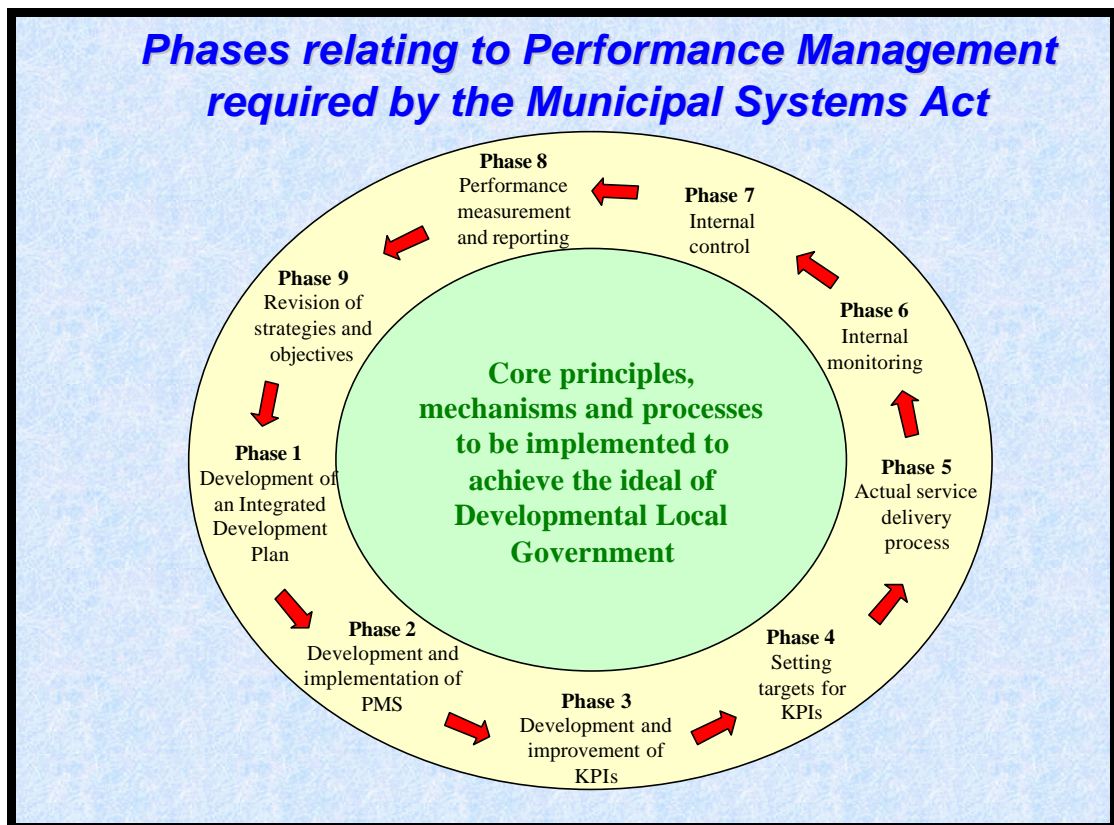 Phases relating to Performance Management
required by the Municipal Systems Act
Phase 8
Performance
measurement
and reporting
Phase 7
Internal
control
Phase 9
Revision of
strategies and
objectives
Phase 6
Internal
monitoring
Core principles,
mechanisms and processes
to be implemented to
achieve the ideal of
Developmental Local
Government
Phase 1
Development of
an Integrated
Development
Plan
Phase 5
Actual service
delivery
process
Phase 2
Development and
implementation of
PMS
Phase 4
Setting
targets for
KPIs
Phase 3
Development and
improvement of
KPIs